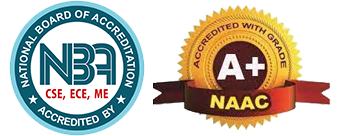 NATIONAL BOARD OF ACCREDITATION
NBA
CSE, ECE, ME
ACCREDITED BY
ACCREDITED WITH GRADE
A+
NAAC